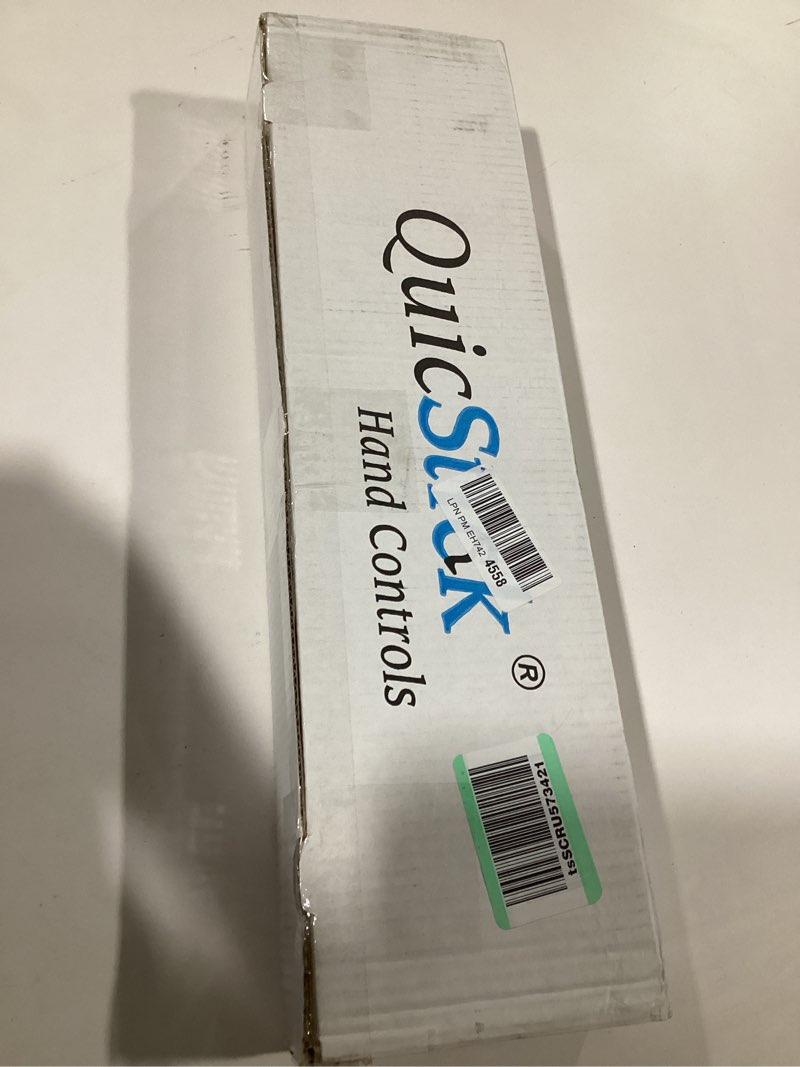 QuicStick®
Hand Controls
LPN PM EH742 4558
tsSCRU573421